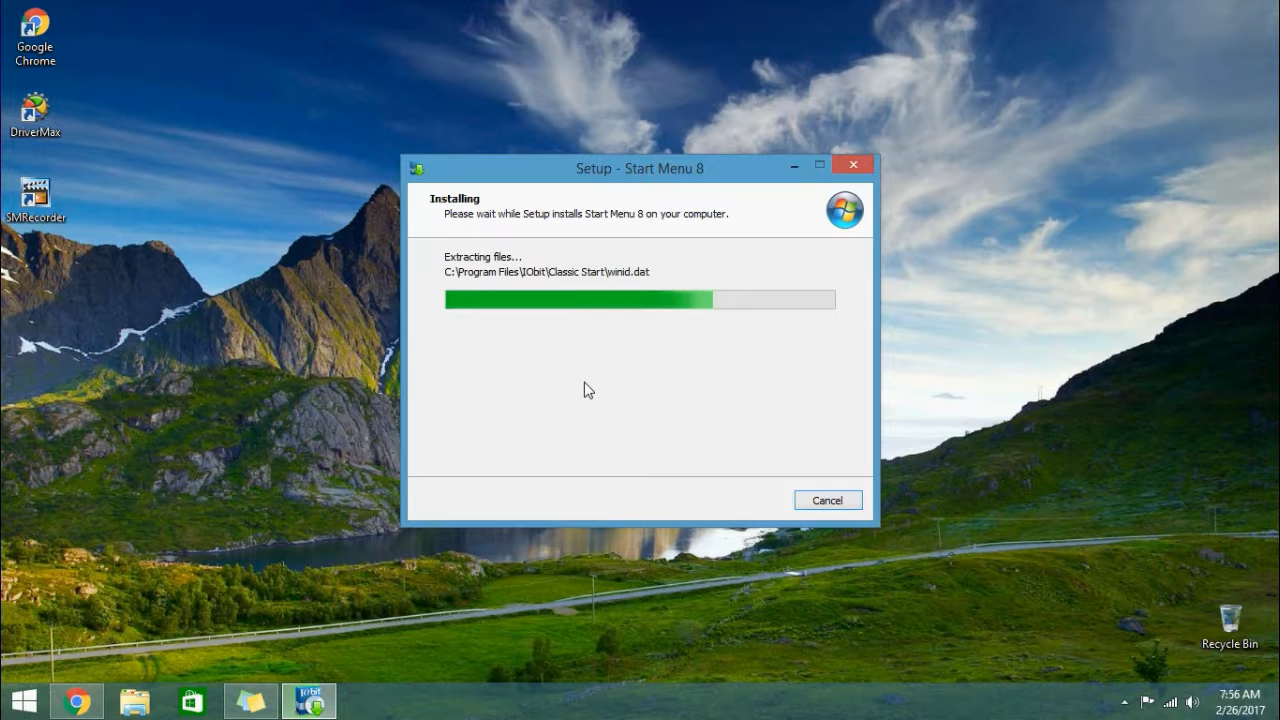 Google
Chrome
DriverMax
SMRecorder
Setup - Start Menu 8
Installing
Please wait while Setup installs Start Menu 8 on your computer.
Extracting files...
C:\Program Files\IObit\Classic Start\winid.dat
Cancel
Recycle Bin
IObit
7:56 AM
2/26/2017